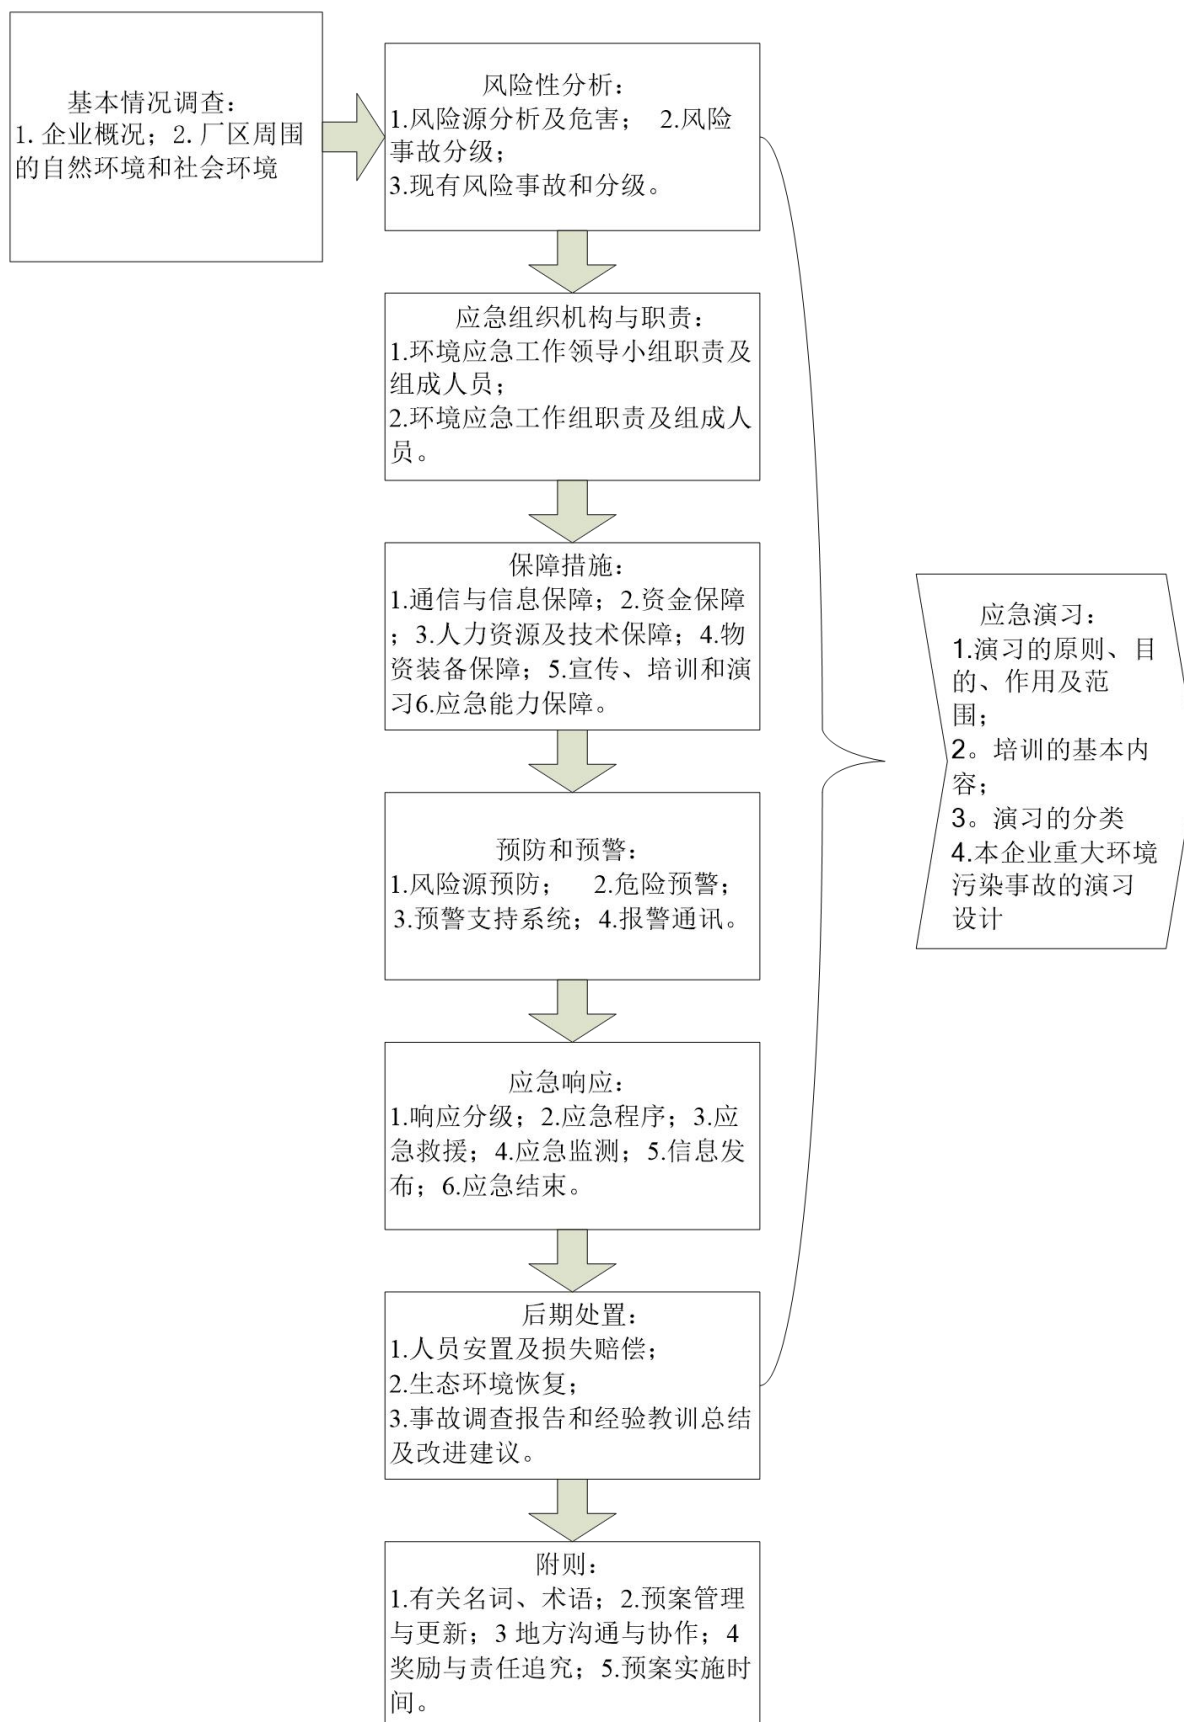 基本情况调查：
1. 企业概况；2. 厂区周围
的自然环境和社会环境
风险性分析：
1.风险源分析及危害； 2.风险
事故分级；
3.现有风险事故和分级。
应急组织机构与职责：
1.环境应急工作领导小组职责及
组成人员；
2.环境应急工作组职责及组成人
员。
保障措施：
1.通信与信息保障；2.资金保障
；3.人力资源及技术保障；4.物
资装备保障；5.宣传、培训和演
习6.应急能力保障。
预防和预警：
1.风险源预防； 2.危险预警；
3.预警支持系统；4.报警通讯。
应急响应：
1.响应分级；2.应急程序；3.应
急救援；4.应急监测；5.信息发
布；6.应急结束。
后期处置：
1.人员安置及损失赔偿；
2.生态环境恢复；
3.事故调查报告和经验教训总结
及改进建议。
附则：
1.有关名词、术语；2.预案管理
与更新；3 地方沟通与协作；4
奖励与责任追究；5.预案实施时
间。
应急演习：
1.演习的原则、目
的、作用及范
围；
2。培训的基本内
容；
3。演习的分类
4.本企业重大环境
污染事故的演习
设计